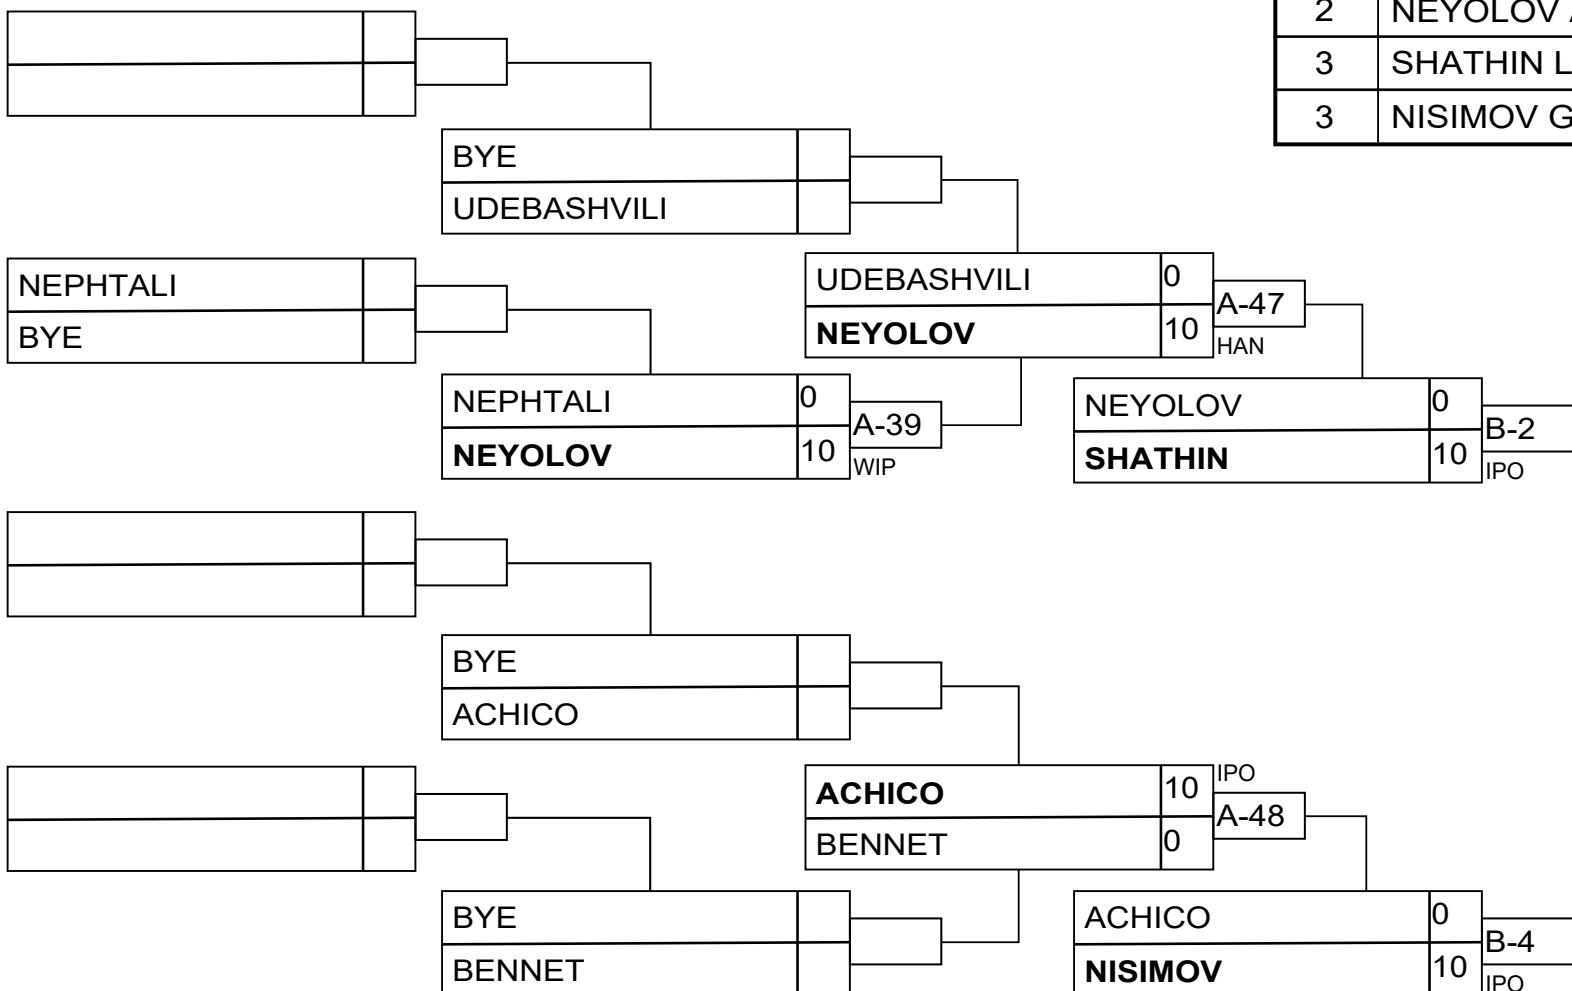 2 NEYOLOV
3 SHATHIN L
3 NISIMOV G
BYE
UDEBASHVILI
NEPHTALI
BYE
UDEBASHVILI 0
A-47
NEYOLOV 10
HAN
NEPHTALI 0
A-39
NEYOLOV 10
WIP
NEYOLOV 0
B-2
SHATHIN 10
IPO
BYE
ACHICO
ACHICO 10
IPO
A-48
BENNET 0
BYE
BENNET
ACHICO 0
B-4
NISIMOV 10
IPO